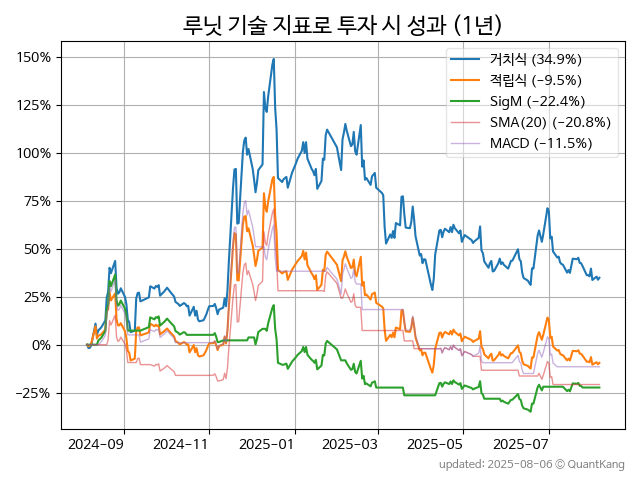 루닛 기술 지표로 투자 시 성과 (1년)
150%
125%
100%
75%
50%
25%
0%
−25%
거치식 (34.9%)
적립식 (−9.5%)
SigM (−22.4%)
SMA(20) (−20.8%)
MACD (−11.5%)
2024-09
2024-11
2025-01
2025-03
2025-05
2025-07
updated: 2025-08-06 © QuantKang